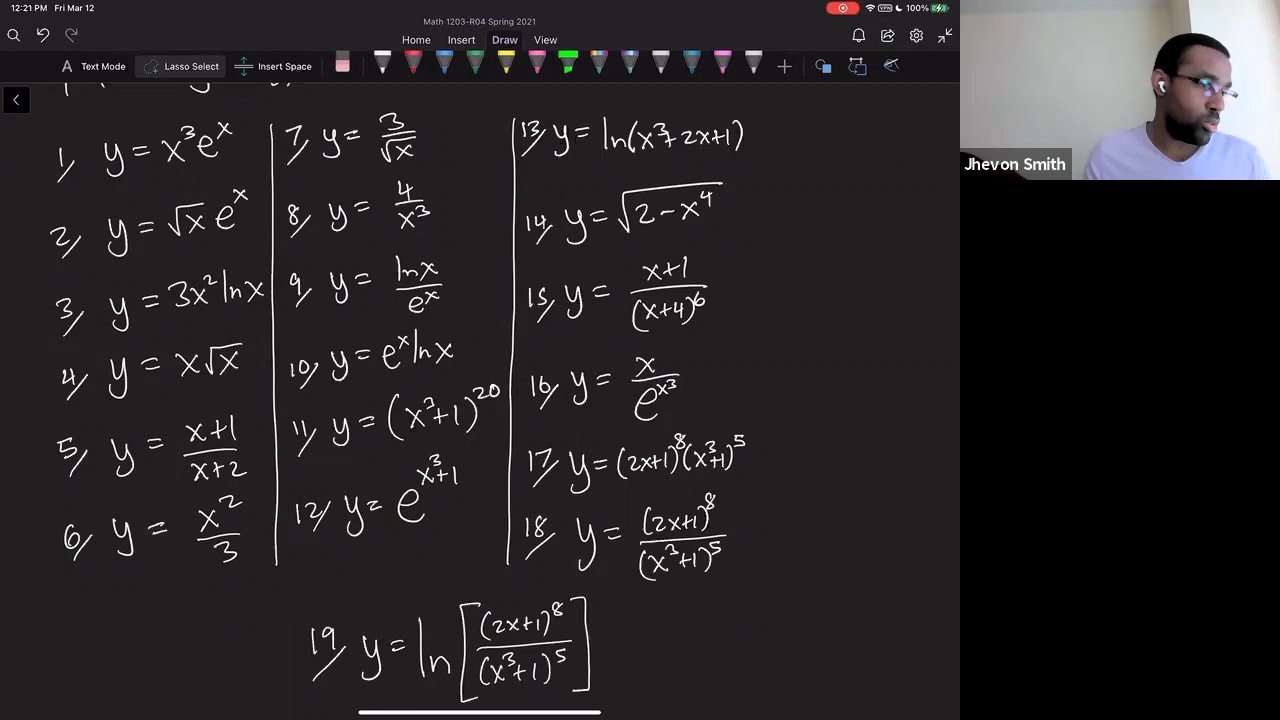 12:21 PM Fri Mar 12
VPN 100%
Math 1203-R04 Spring 2021
Home Insert Draw View
Text Mode Lasso Select Insert Space
1, y = x³eˣ
2, y = √x eˣ
3, y = 3x² ln x
4, y = x√x
5, y = (x+1)/(x+2)
6, y = x²/3
7, y = 3/√x
8, y = 4/x³
9, y = ln x/eˣ
10, y = eˣ ln x
11, y = (x³+1)²⁰
12, y = e^(x³+1)
13, y = ln(x³+2x+1)
14, y = √(2-x⁴)
15, y = (x+1)/(x+4)⁶
16, y = x/e^(x³)
17, y = (2x+1)⁸(x³+1)⁵
18, y = (2x+1)⁸/(x³+1)⁵
19, y = ln[(2x+1)⁸/(x³+1)⁵]
Jhevon Smith